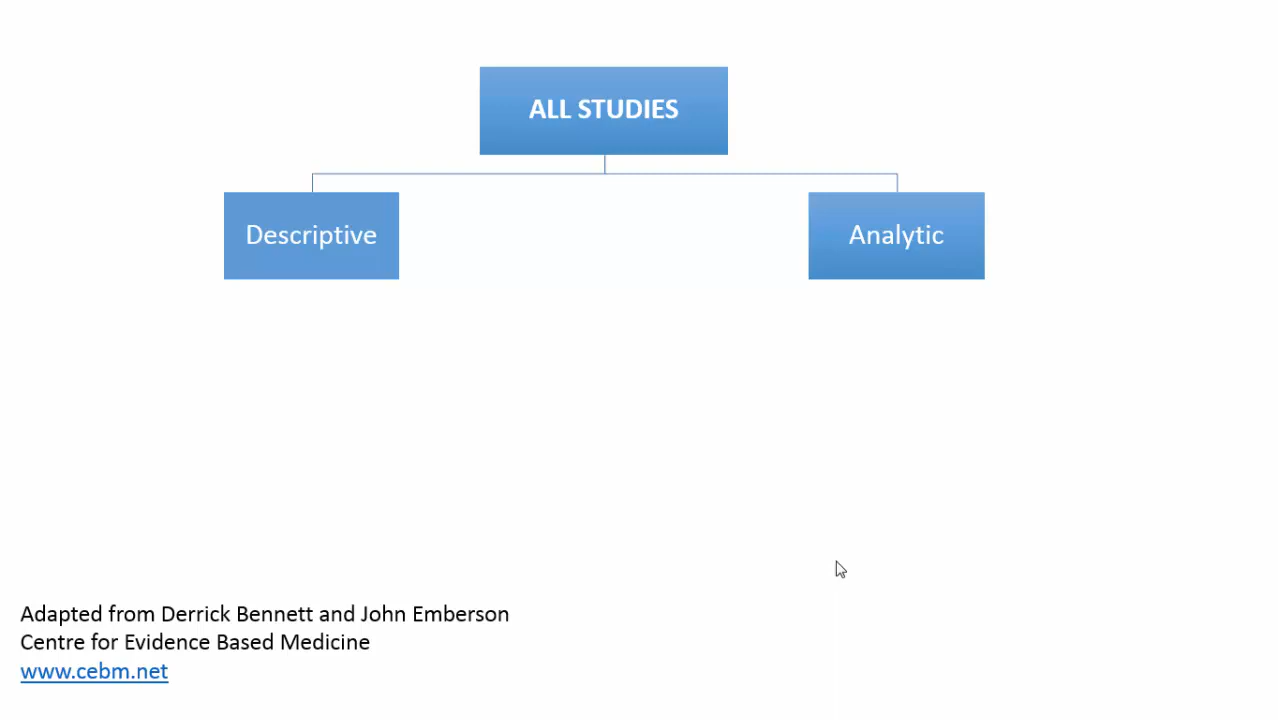 ALL STUDIES
Descriptive
Analytic
Adapted from Derrick Bennett and John Emberson
Centre for Evidence Based Medicine
www.cebm.net